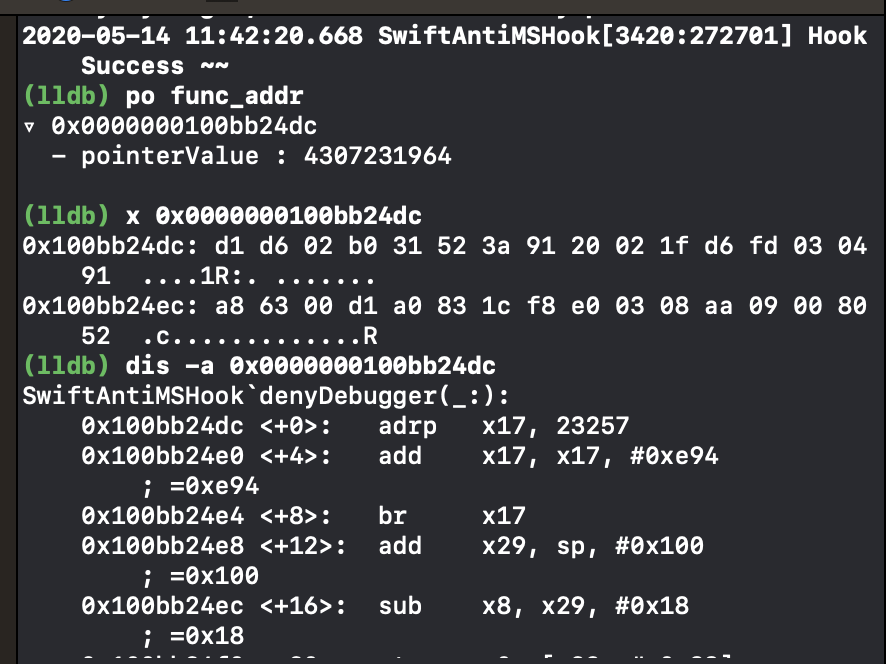 2020-05-14 11:42:20.668 SwiftAntiMSHook[3420:272701] Hook
Success ~~
(lldb) po func_addr
▿ 0x0000000100bb24dc
- pointerValue : 4307231964
(lldb) x 0x0000000100bb24dc
0x100bb24dc: d1 d6 02 b0 31 52 3a 91 20 02 1f d6 fd 03 04
91  ....1R:. .......
0x100bb24ec: a8 63 00 d1 a0 83 1c f8 e0 03 08 aa 09 00 80
52  .c.............R
(lldb) dis -a 0x0000000100bb24dc
SwiftAntiMSHook`denyDebugger(_:):
0x100bb24dc <+0>:   adrp   x17, 23257
0x100bb24e0 <+4>:   add    x17, x17, #0xe94
; =0xe94
0x100bb24e4 <+8>:   br     x17
0x100bb24e8 <+12>:  add    x29, sp, #0x100
; =0x100
0x100bb24ec <+16>:  sub    x8, x29, #0x18
; =0x18